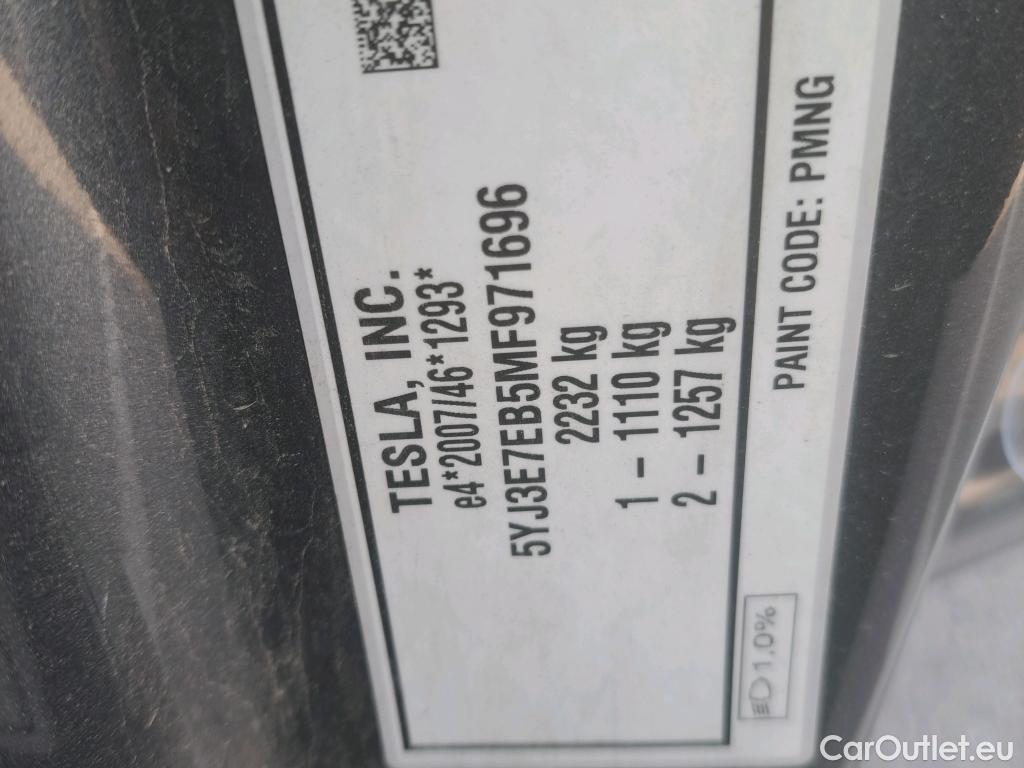 TESLA, INC.
e4*2007/46*1293*
5YJ3E7EB5MF971696
2232 kg
1 – 1110 kg
2 – 1257 kg
PAINT CODE: PMNG
1,0%
CarOutlet.eu